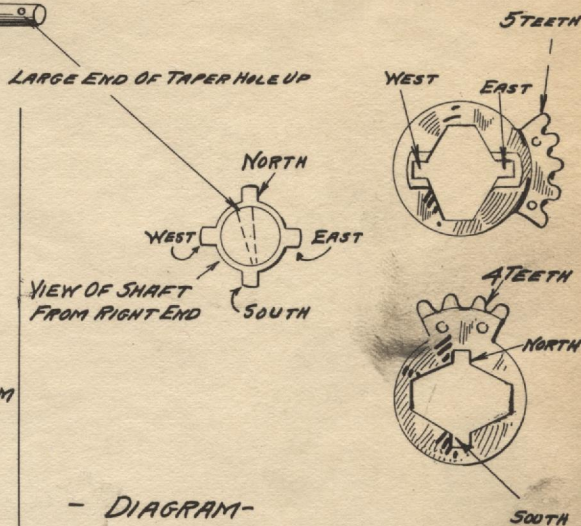 5 TEETH
LARGE END OF TAPER HOLE UP
WEST
EAST
NORTH
WEST
EAST
VIEW OF SHAFT
FROM RIGHT END
SOUTH
4 TEETH
NORTH
M
- DIAGRAM -
SOUTH